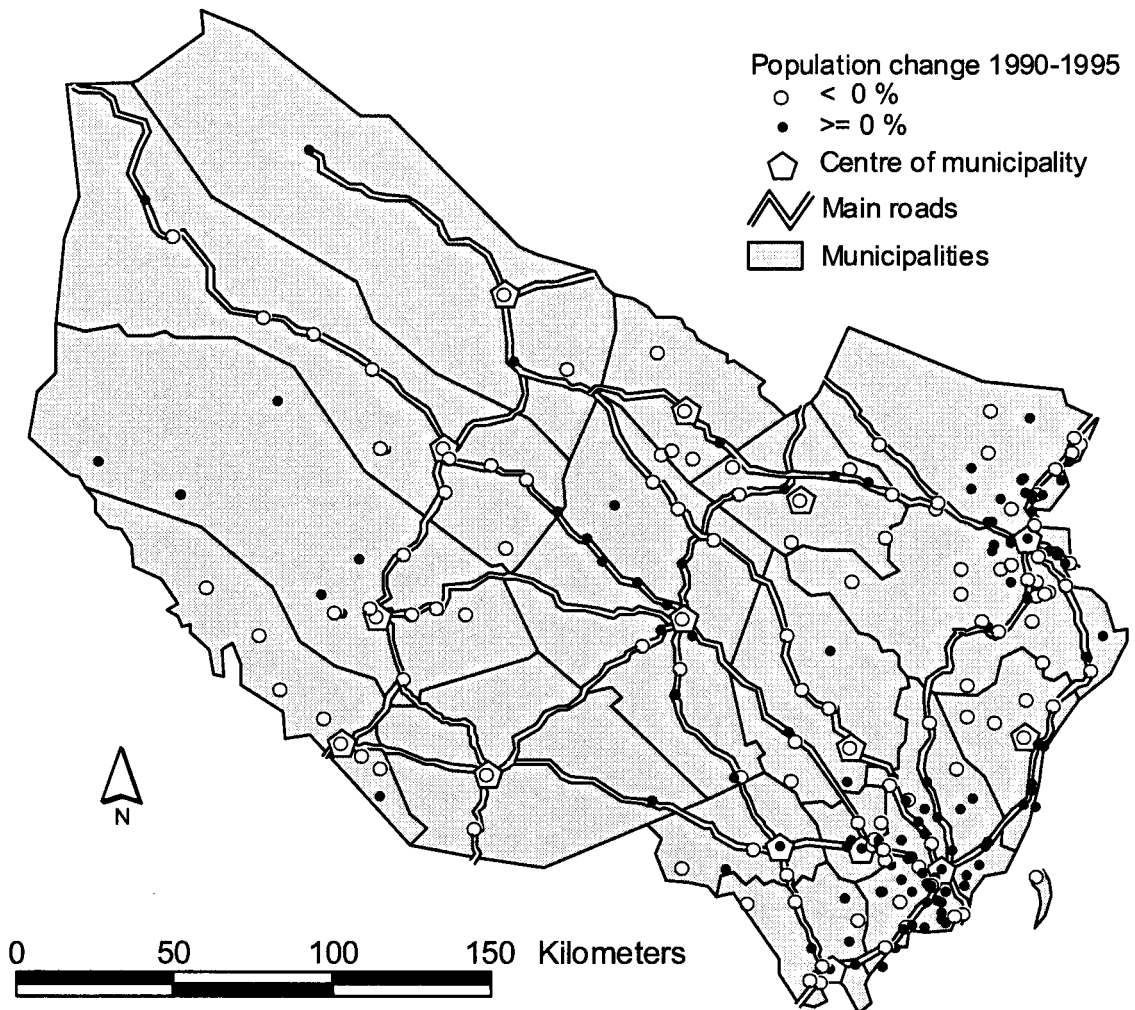 Population change 1990-1995
< 0 %
>= 0 %
Centre of municipality
Main roads
Municipalities
N
0 50 100 150 Kilometers